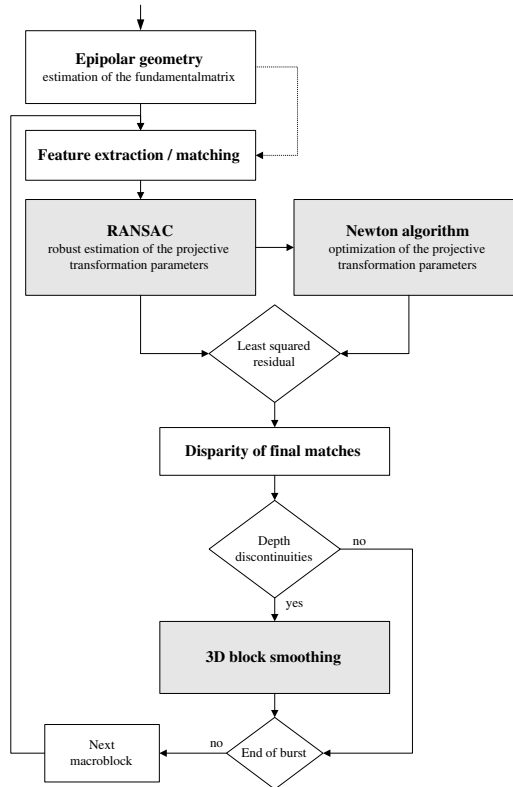 Epipolar geometry
estimation of the fundamentalmatrix
Feature extraction / matching
RANSAC
robust estimation of the projective
transformation parameters
Newton algorithm
optimization of the projective
transformation parameters
Least squared
residual
Disparity of final matches
Depth
discontinuities
no
yes
3D block smoothing
Next
macroblock
no
End of burst